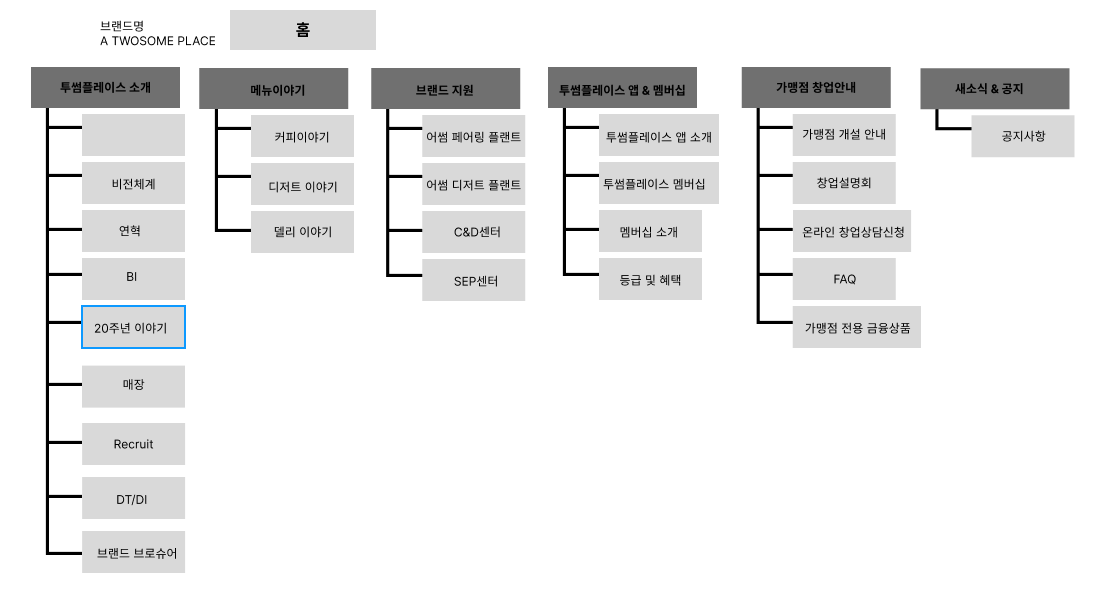 브랜드명
A TWOSOME PLACE
홈
투썸플레이스 소개
비전체계
연혁
BI
20주년 이야기
매장
Recruit
DT/DI
브랜드 브로슈어
메뉴이야기
커피이야기
디저트 이야기
델리 이야기
브랜드 지원
어썸 페어링 플랜트
어썸 디저트 플랜트
C&D센터
SEP센터
투썸플레이스 앱 & 멤버십
투썸플레이스 앱 소개
투썸플레이스 멤버십
멤버십 소개
등급 및 혜택
가맹점 창업안내
가맹점 개설 안내
창업설명회
온라인 창업상담신청
FAQ
가맹점 전용 금융상품
새소식 & 공지
공지사항